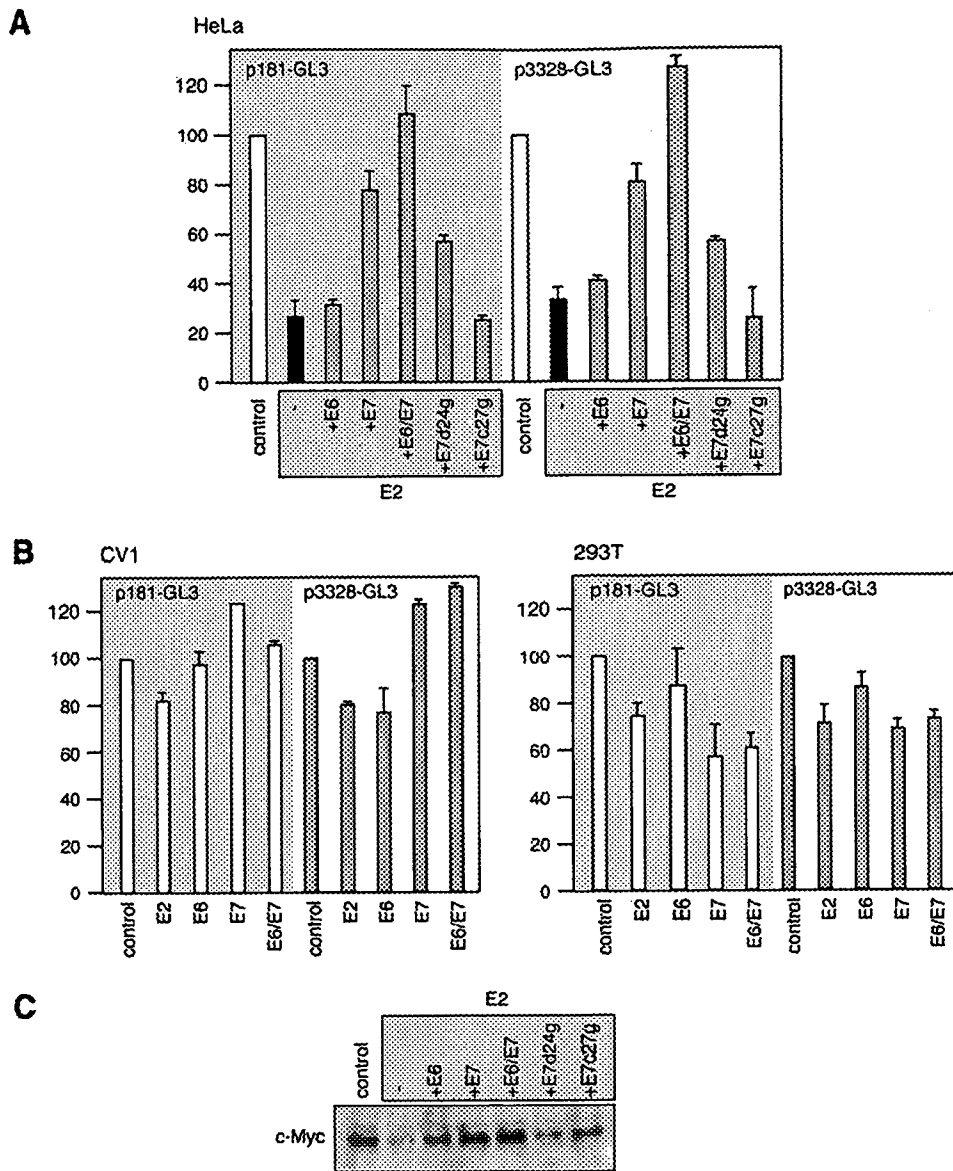 A
HeLa
p181-GL3
p3328-GL3
120
100
80
60
40
20
0
control
-
+E6
+E7
+E6/E7
+E7d24g
+E7c27g
E2
control
-
+E6
+E7
+E6/E7
+E7d24g
+E7c27g
E2
B
CV1
p181-GL3
p3328-GL3
120
100
80
60
40
20
0
control
E2
E6
E7
E6/E7
control
E2
E6
E7
E6/E7
293T
p181-GL3
p3328-GL3
120
100
80
60
40
20
0
control
E2
E6
E7
E6/E7
control
E2
E6
E7
E6/E7
C
E2
control
-
+E6
+E7
+E6/E7
+E7d24g
+E7c27g
c-Myc